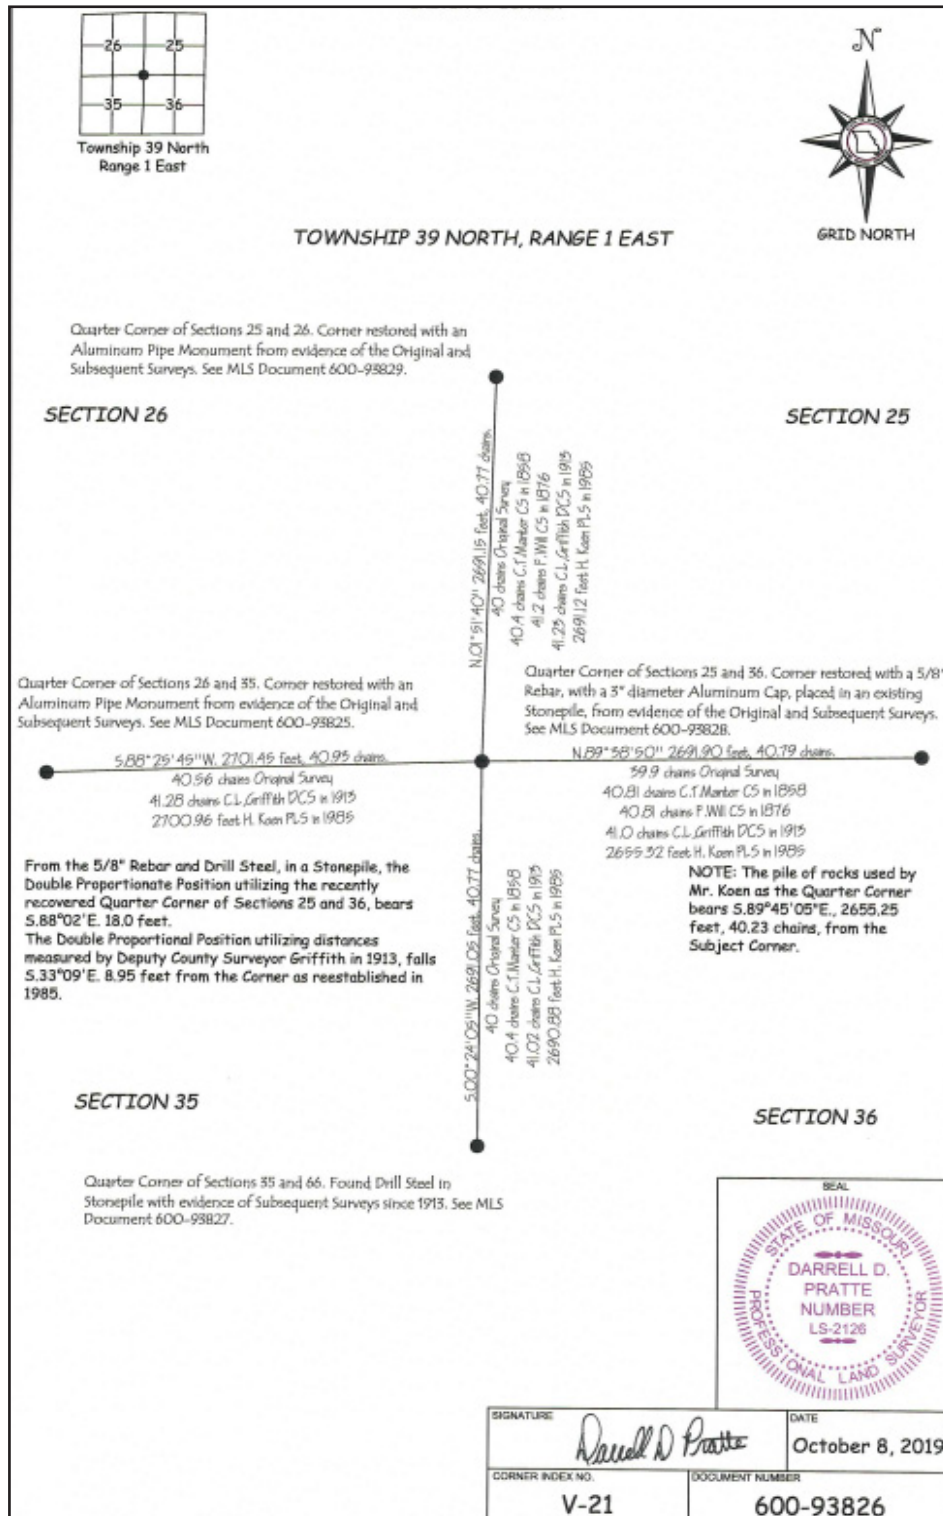 26
25
35
36
Township 39 North
Range 1 East
N
GRID NORTH
TOWNSHIP 39 NORTH, RANGE 1 EAST
Quarter Corner of Sections 25 and 26. Corner restored with an
Aluminum Pipe Monument from evidence of the Original and
Subsequent Surveys. See MLS Document 600-93829.
SECTION 26
SECTION 25
N.01°51'40" 2691.15 feet, 40.77 chains.
40 chains Original Survey
40.4 chains C.T. Manter CS in 1858
41.2 chains F. Will CS in 1876
41.25 chains C.L. Griffith DCS in 1913
2691.12 feet H. Koen PLS in 1985
Quarter Corner of Sections 26 and 35. Corner restored with an
Aluminum Pipe Monument from evidence of the Original and
Subsequent Surveys. See MLS Document 600-93825.
Quarter Corner of Sections 25 and 36. Corner restored with a 5/8"
Rebar, with a 3" diameter Aluminum Cap, placed in an existing
Stonepile, from evidence of the Original and Subsequent Surveys.
See MLS Document 600-93828.
S.88°25'45"W. 2701.45 feet, 40.93 chains.
40.56 chains Original Survey
41.28 chains C.L. Griffith DCS in 1913
2700.96 feet H. Koen PLS in 1985
N.89°58'50" 2691.90 feet, 40.79 chains.
39.9 chains Original Survey
40.81 chains C.T. Manter CS in 1858
40.81 chains F. Will CS in 1876
41.0 chains C.L. Griffith DCS in 1913
2655.32 feet H. Koen PLS in 1985
From the 5/8" Rebar and Drill Steel, in a Stonepile, the
Double Proportionate Position utilizing the recently
recovered Quarter Corner of Sections 25 and 36, bears
S.88°02'E. 18.0 feet.
The Double Proportional Position utilizing distances
measured by Deputy County Surveyor Griffith in 1913, falls
S.33°09'E. 8.95 feet from the Corner as reestablished in
1985.
NOTE: The pile of rocks used by
Mr. Koen as the Quarter Corner
bears S.89°45'05"E., 2655.25
feet, 40.23 chains, from the
Subject Corner.
S.00°24'05"W. 2691.05 feet, 40.77 chains.
40 chains Original Survey
40.4 chains C.T. Manter CS in 1858
41.02 chains C.L. Griffith DCS in 1913
2690.88 feet H. Koen PLS in 1985
SECTION 35
SECTION 36
Quarter Corner of Sections 35 and 66. Found Drill Steel in
Stonepile with evidence of Subsequent Surveys since 1913. See MLS
Document 600-93827.
SEAL
STATE OF MISSOURI
DARRELL D.
PRATTE
NUMBER
LS-2126
PROFESSIONAL LAND SURVEYOR
SIGNATURE
Darrell D Pratte
DATE
October 8, 2019
CORNER INDEX NO.
V-21
DOCUMENT NUMBER
600-93826